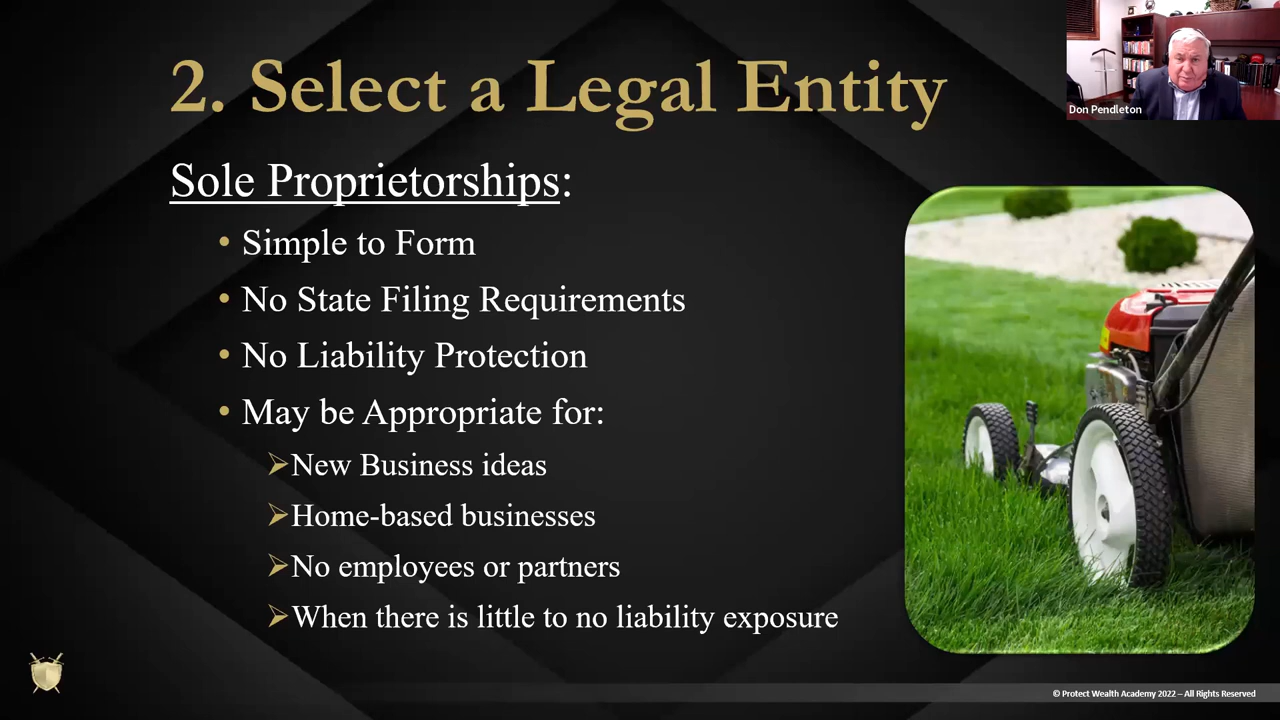 2. Select a Legal Entity
Don Pendleton
Sole Proprietorships:
• Simple to Form
• No State Filing Requirements
• No Liability Protection
• May be Appropriate for:
➢New Business ideas
➢Home-based businesses
➢No employees or partners
➢When there is little to no liability exposure
© Protect Wealth Academy 2022 – All Rights Reserved